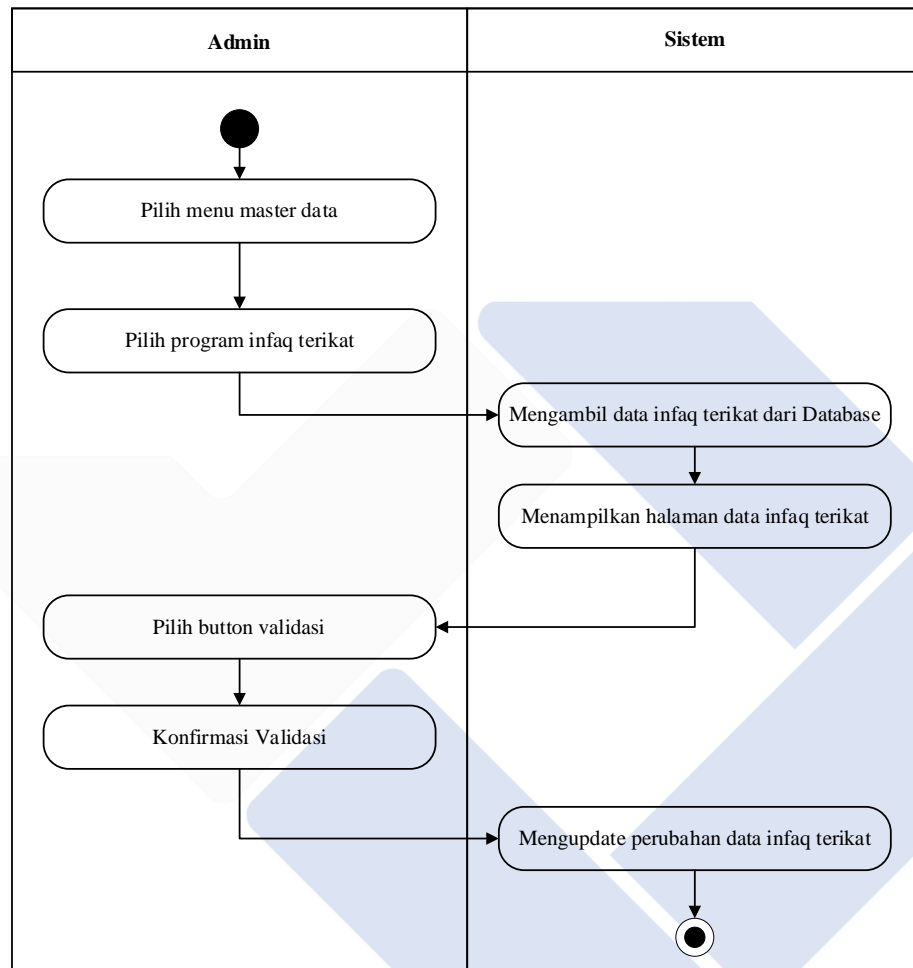 Admin
Sistem
Pilih menu master data
Pilih program infaq terikat
Mengambil data infaq terikat dari Database
Menampilkan halaman data infaq terikat
Pilih button validasi
Konfirmasi Validasi
Mengupdate perubahan data infaq terikat